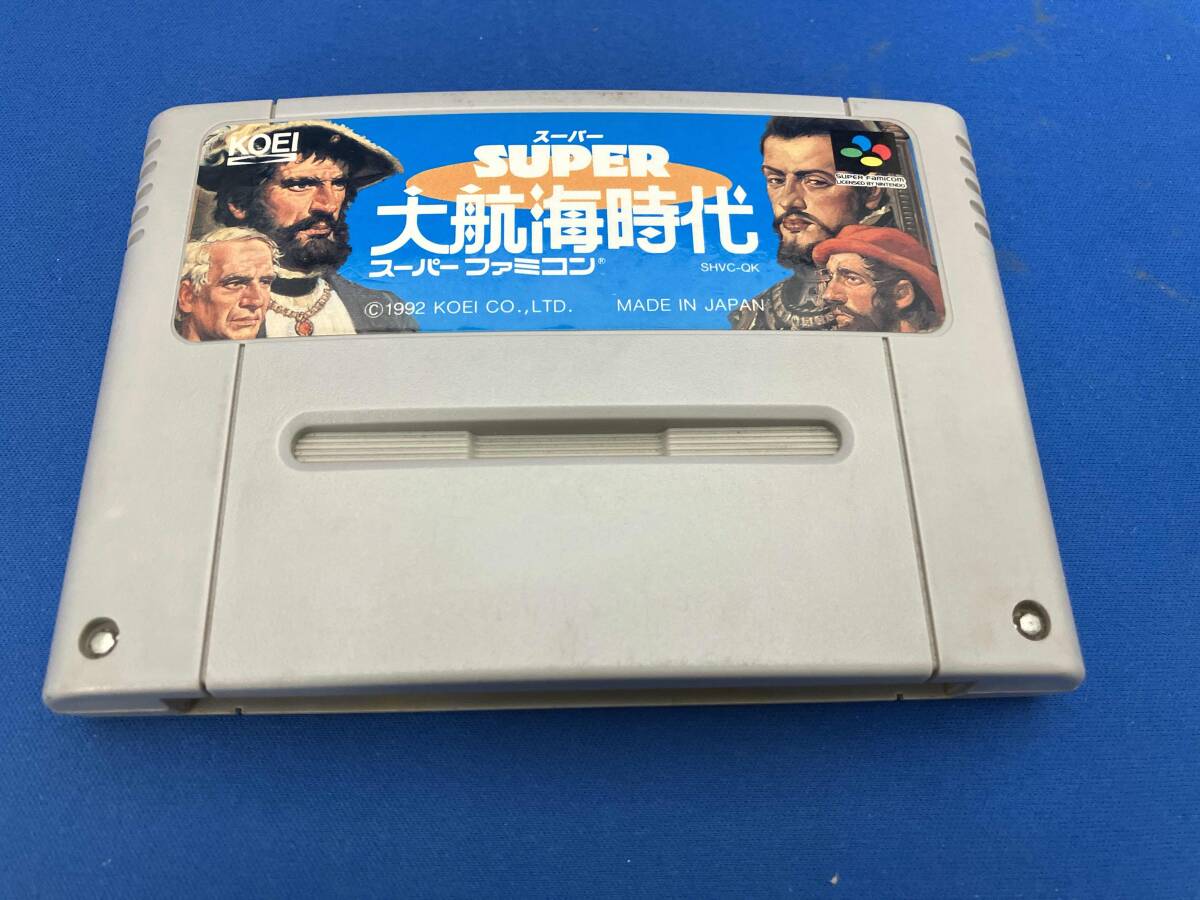 KOEI
スーパー
SUPER
大航海時代
スーパー ファミコン®
SHVC-QK
©1992 KOEI CO.,LTD. MADE IN JAPAN
SUPER Famicom
LICENSED BY NINTENDO